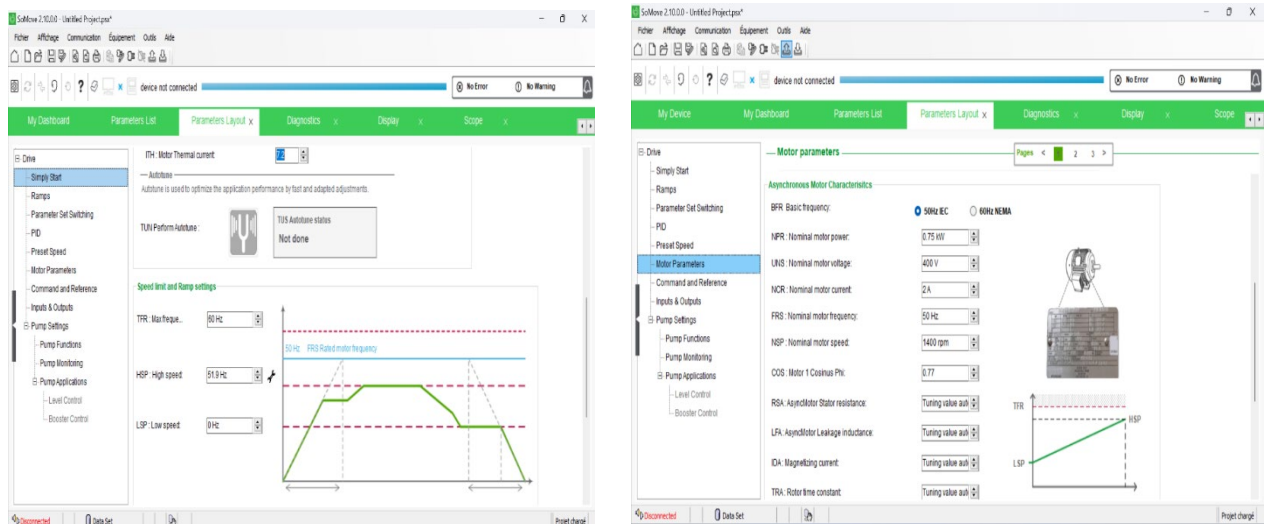 SoMove 2.10.0.0 - Untitled Project.psx*
Fichier Affichage Communication Équipement Outils Aide
device not connected
No Error No Warning
My Dashboard Parameters List Parameters Layout x Diagnostics x Display x Scope x
Drive
Simply Start
Ramps
Parameter Set Switching
PID
Preset Speed
Motor Parameters
Command and Reference
Inputs & Outputs
Pump Settings
Pump Functions
Pump Monitoring
Pump Applications
Level Control
Booster Control
ITH : Motor Thermal current:
Autotune
Autotune is used to optimize the application performance by fast and adapted adjustments.
TUN Perform Autotune :
TUS Autotune status
Not done
Speed limit and Ramp settings
TFR : Max freque... 60 Hz
50 Hz FRS Rated motor frequency
HSP : High speed: 51.9 Hz
LSP : Low speed: 0 Hz
Disconnected Data Set Projet chargé
SoMove 2.10.0.0 - Untitled Project.psx*
Fichier Affichage Communication Équipement Outils Aide
device not connected
No Error No Warning
My Device My Dashboard Parameters List Parameters Layout x Diagnostics x Display x Scope
Drive
Simply Start
Ramps
Parameter Set Switching
PID
Preset Speed
Motor Parameters
Command and Reference
Inputs & Outputs
Pump Settings
Pump Functions
Pump Monitoring
Pump Applications
Level Control
Booster Control
Motor parameters
Pages < 1 2 3 >
Asynchronous Motor Characterisitcs
BFR Basic frequency: 50Hz IEC 60Hz NEMA
NPR : Nominal motor power: 0.75 kW
UNS : Nominal motor voltage: 400 V
NCR : Nominal motor current: 2 A
FRS : Nominal motor frequency: 50 Hz
NSP : Nominal motor speed: 1400 rpm
COS : Motor 1 Cosinus Phi: 0.77
RSA : AsyncMotor Stator resistance: Tuning value aut
LFA : AsyncMotor Leakage inductance: Tuning value aut
IDA : Magnetizing current: Tuning value aut
TRA : Rotor time constant: Tuning value aut
TFR
HSP
LSP
Disconnected Data Set Projet chargé